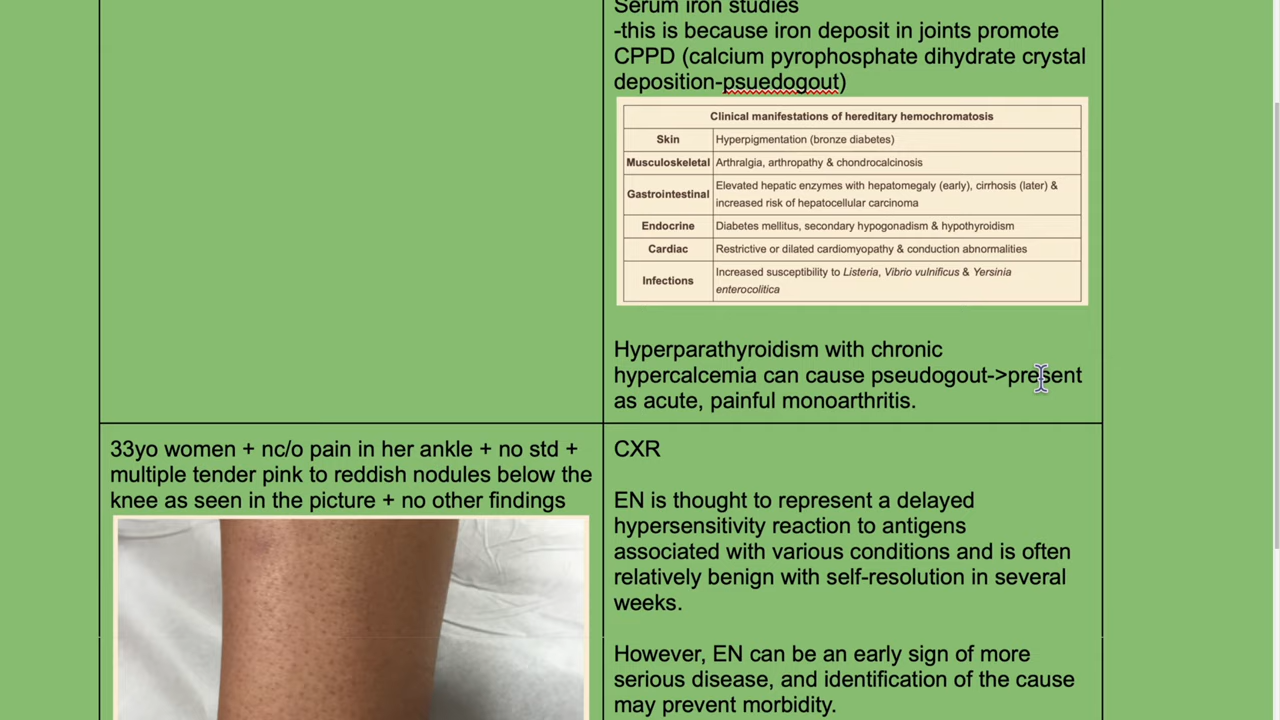 Serum iron studies
-this is because iron deposit in joints promote
CPPD (calcium pyrophosphate dihydrate crystal
deposition-psuedogout)
Clinical manifestations of hereditary hemochromatosis
Skin Hyperpigmentation (bronze diabetes)
Musculoskeletal Arthralgia, arthropathy & chondrocalcinosis
Gastrointestinal Elevated hepatic enzymes with hepatomegaly (early), cirrhosis (later) &
increased risk of hepatocellular carcinoma
Endocrine Diabetes mellitus, secondary hypogonadism & hypothyroidism
Cardiac Restrictive or dilated cardiomyopathy & conduction abnormalities
Infections Increased susceptibility to Listeria, Vibrio vulnificus & Yersinia
enterocolitica
Hyperparathyroidism with chronic
hypercalcemia can cause pseudogout->present
as acute, painful monoarthritis.
33yo women + nc/o pain in her ankle + no std +
multiple tender pink to reddish nodules below the
knee as seen in the picture + no other findings
CXR
EN is thought to represent a delayed
hypersensitivity reaction to antigens
associated with various conditions and is often
relatively benign with self-resolution in several
weeks.
However, EN can be an early sign of more
serious disease, and identification of the cause
may prevent morbidity.